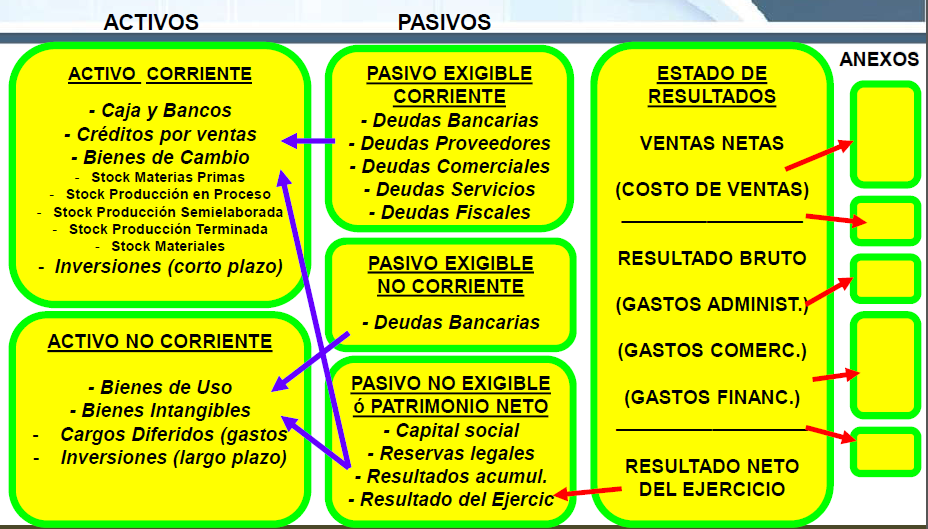 ACTIVOS
ACTIVO CORRIENTE
- Caja y Bancos
- Créditos por ventas
- Bienes de Cambio
- Stock Materias Primas
- Stock Producción en Proceso
- Stock Producción Semielaborada
- Stock Producción Terminada
- Stock Materiales
- Inversiones (corto plazo)
ACTIVO NO CORRIENTE
- Bienes de Uso
- Bienes Intangibles
- Cargos Diferidos (gastos
- Inversiones (largo plazo)
PASIVOS
PASIVO EXIGIBLE
CORRIENTE
- Deudas Bancarias
- Deudas Proveedores
- Deudas Comerciales
- Deudas Servicios
- Deudas Fiscales
PASIVO EXIGIBLE
NO CORRIENTE
- Deudas Bancarias
PASIVO NO EXIGIBLE
ó PATRIMONIO NETO
- Capital social
- Reservas legales
- Resultados acumul.
- Resultado del Ejercic
ESTADO DE
RESULTADOS
VENTAS NETAS
(COSTO DE VENTAS)
RESULTADO BRUTO
(GASTOS ADMINIST.)
(GASTOS COMERC.)
(GASTOS FINANC.)
RESULTADO NETO
DEL EJERCICIO
ANEXOS